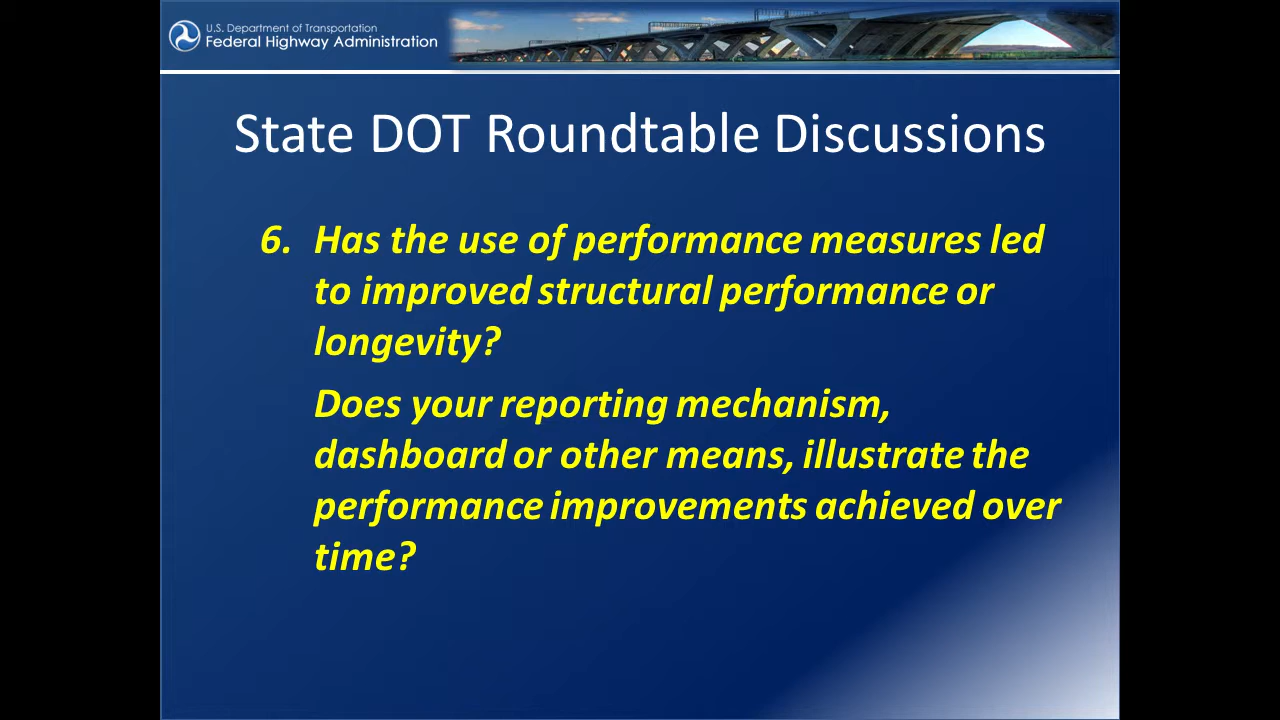 U.S. Department of Transportation
Federal Highway Administration
State DOT Roundtable Discussions
6. Has the use of performance measures led
to improved structural performance or
longevity?
Does your reporting mechanism,
dashboard or other means, illustrate the
performance improvements achieved over
time?